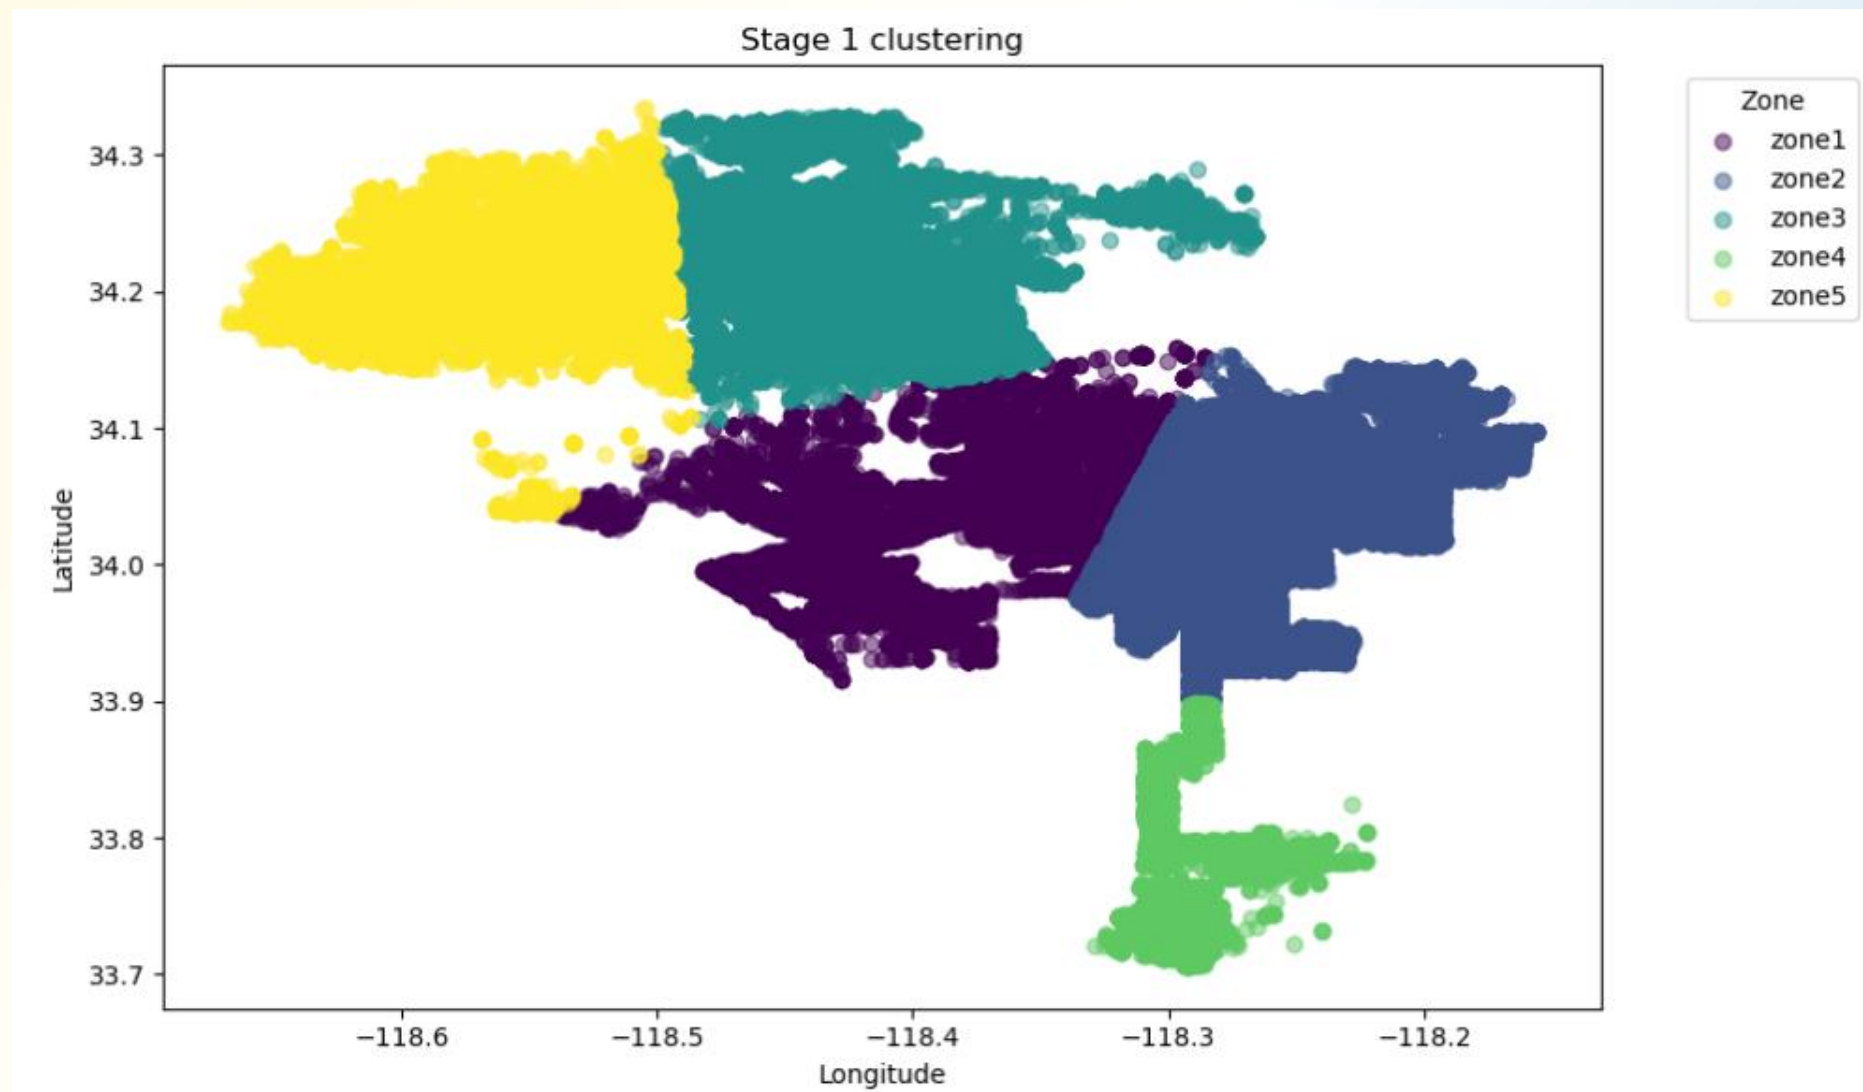 Stage 1 clustering
Zone
zone1
zone2
zone3
zone4
zone5
Latitude
34.3
34.2
34.1
34.0
33.9
33.8
33.7
−118.6
−118.5
−118.4
−118.3
−118.2
Longitude